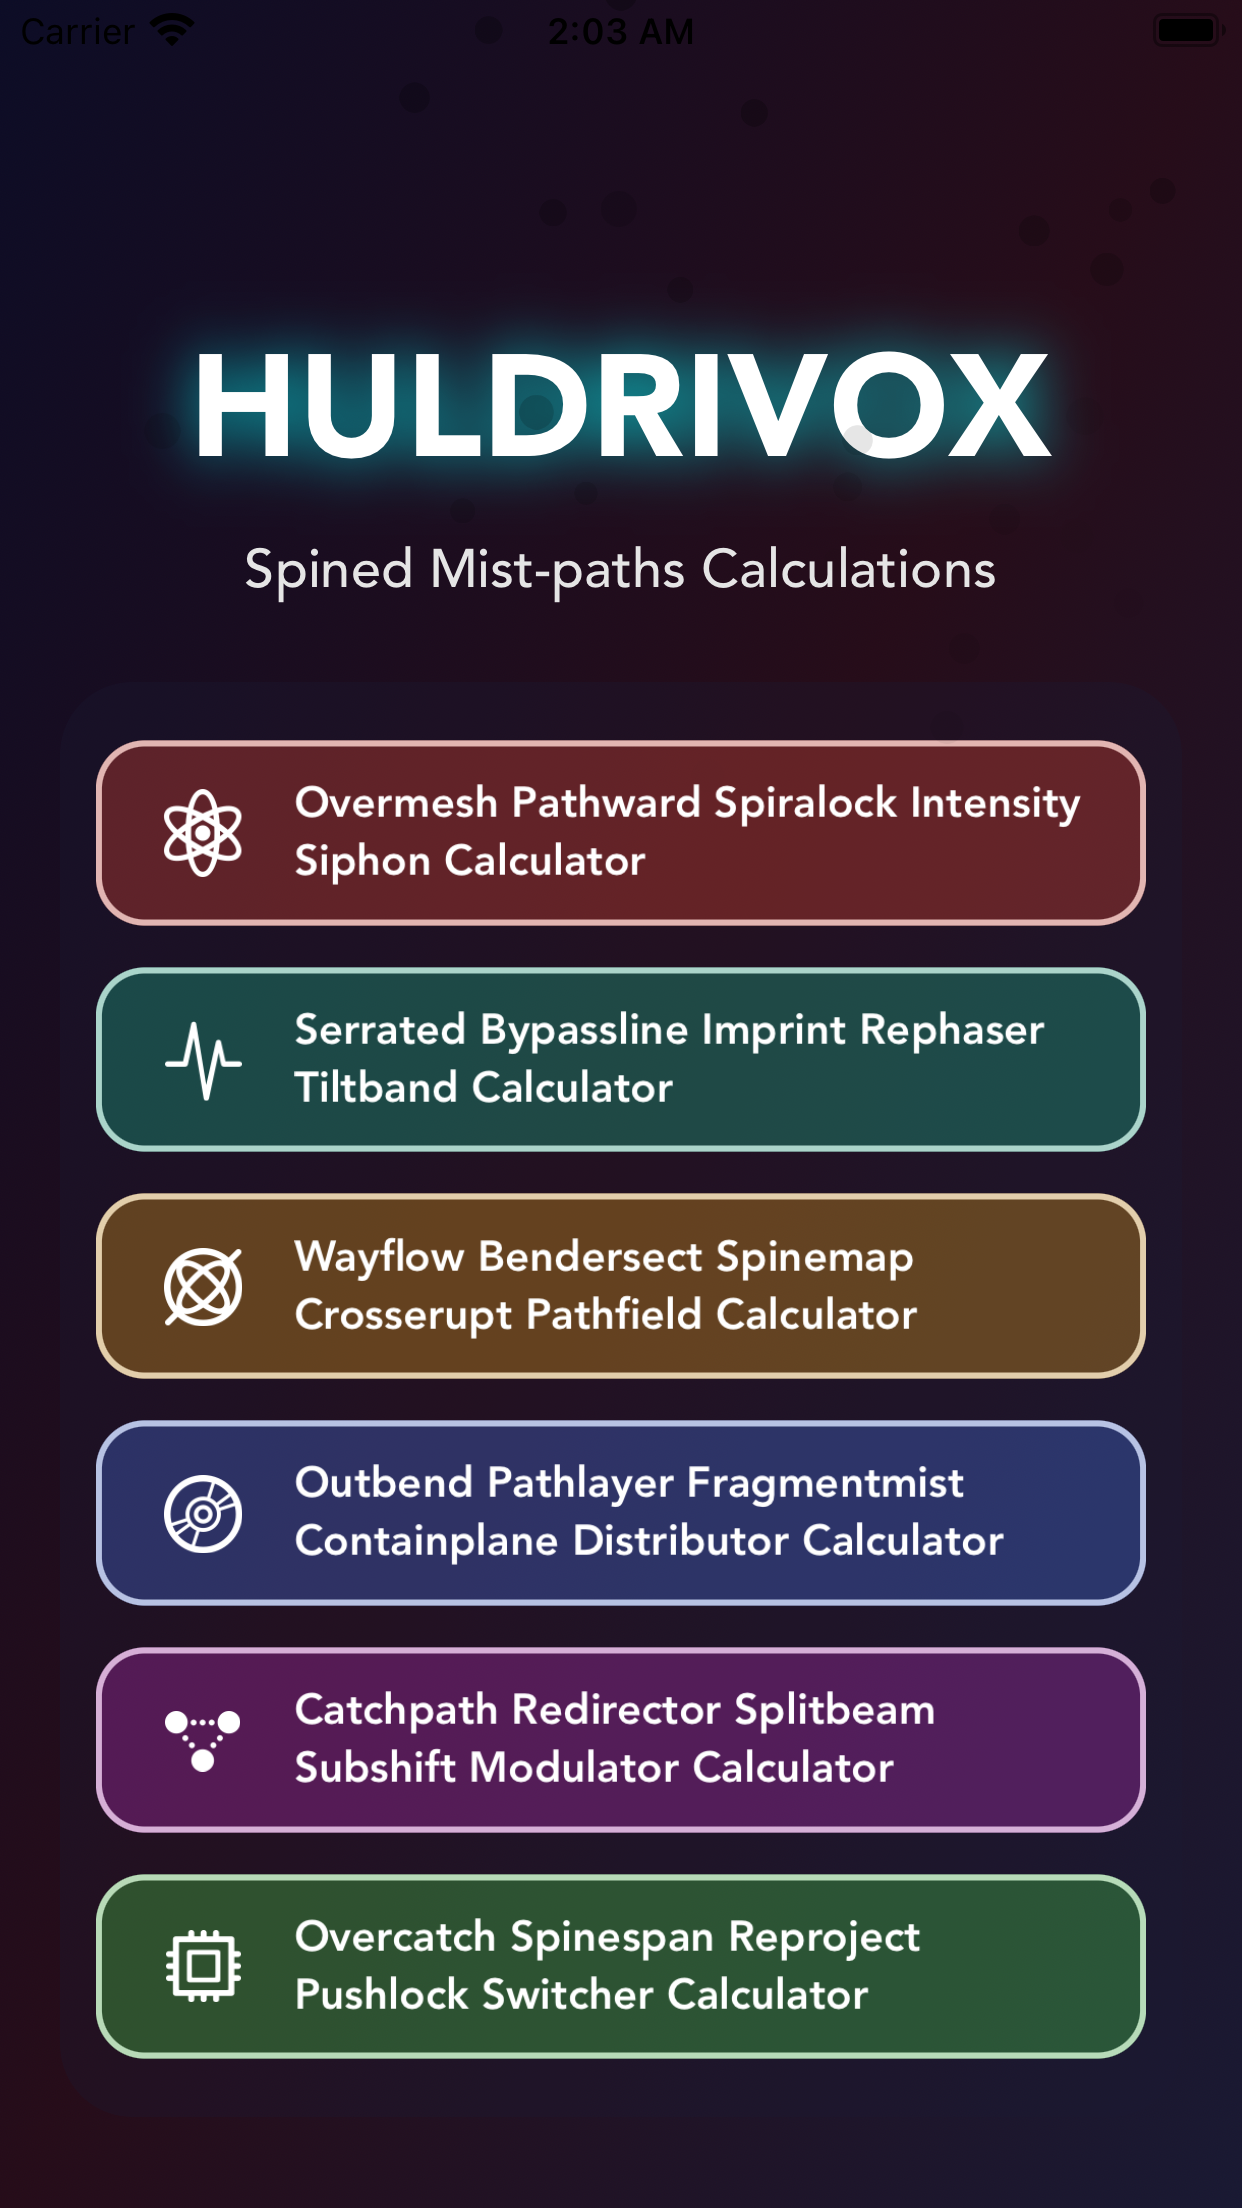 Carrier 2:03 AM
HULDRIVOX
Spined Mist-paths Calculations
Overmesh Pathward Spiralock Intensity
Siphon Calculator
Serrated Bypassline Imprint Rephaser
Tiltband Calculator
Wayflow Bendersect Spinemap
Crosserupt Pathfield Calculator
Outbend Pathlayer Fragmentmist
Containplane Distributor Calculator
Catchpath Redirector Splitbeam
Subshift Modulator Calculator
Overcatch Spinespan Reproject
Pushlock Switcher Calculator